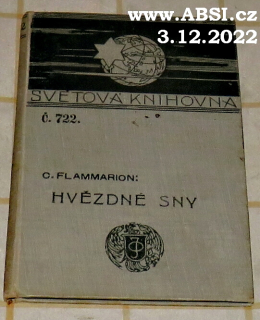 www.ABSI.cz
3.12.2022
SVĚTOVÁ KNIHOVNA
Č. 722.
C. FLAMMARION:
HVĚZDNÉ SNY